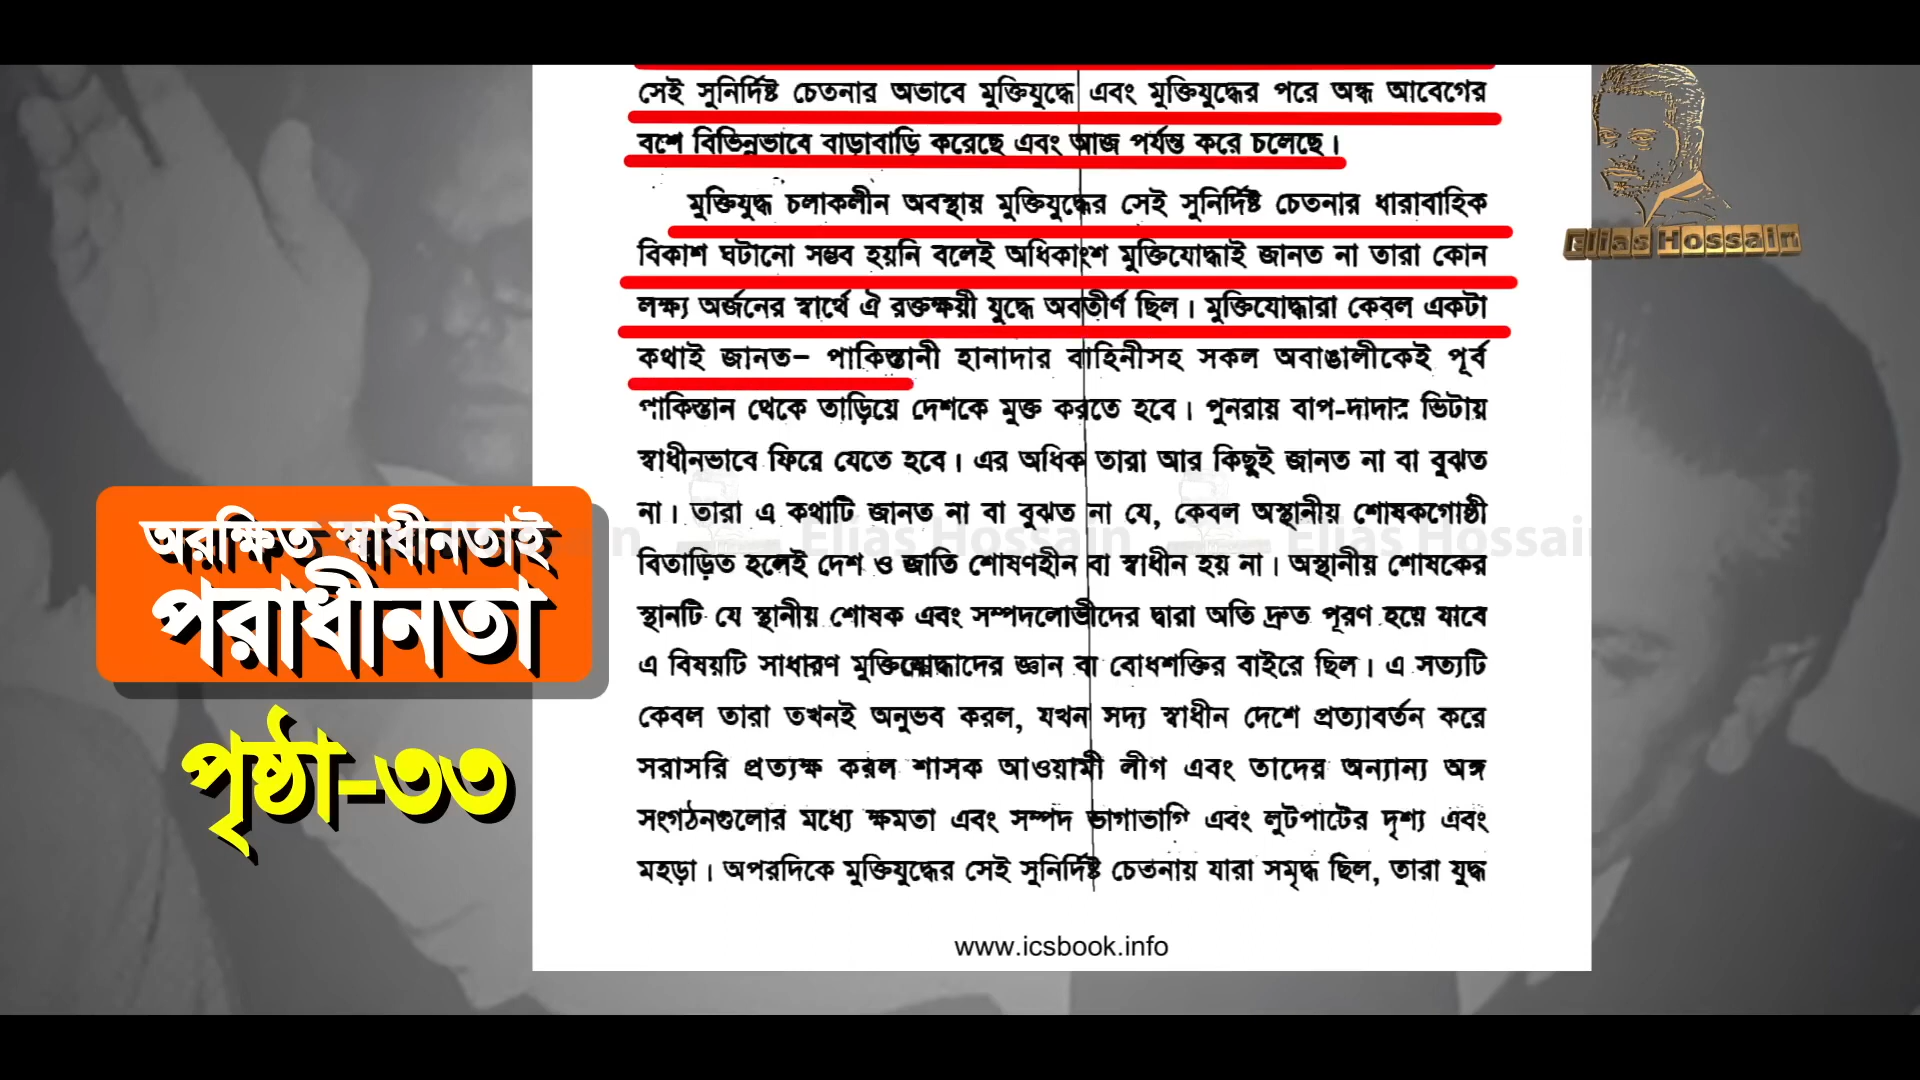 সেই সুনির্দিষ্ট চেতনার অভাবে মুক্তিযুদ্ধে এবং মুক্তিযুদ্ধের পরে অন্ধ আবেগের
বশে বিভিন্নভাবে বাড়াবাড়ি করেছে এবং আজ পর্যন্ত করে চলেছে।
মুক্তিযুদ্ধ চলাকলীন অবস্থায় মুক্তিযুদ্ধের সেই সুনির্দিষ্ট চেতনার ধারাবাহিক
বিকাশ ঘটানো সম্ভব হয়নি বলেই অধিকাংশ মুক্তিযোদ্ধাই জানত না তারা কোন
লক্ষ্য অর্জনের স্বার্থে ঐ রক্তক্ষয়ী যুদ্ধে অবতীর্ণ ছিল। মুক্তিযোদ্ধারা কেবল একটা
কথাই জানত– পাকিস্তানী হানাদার বাহিনীসহ সকল অবাঙালীকেই পূর্ব
পাকিস্তান থেকে তাড়িয়ে দেশকে মুক্ত করতে হবে। পুনরায় বাপ-দাদার ভিটায়
স্বাধীনভাবে ফিরে যেতে হবে। এর অধিক তারা আর কিছুই জানত না বা বুঝত
না। তারা এ কথাটি জানত না বা বুঝত না যে, কেবল অস্থানীয় শোষকগোষ্ঠী
বিতাড়িত হলেই দেশ ও জাতি শোষণহীন বা স্বাধীন হয় না। অস্থানীয় শোষকের
স্থানটি যে স্থানীয় শোষক এবং সম্পদলোভীদের দ্বারা অতি দ্রুত পূরণ হয়ে যাবে
এ বিষয়টি সাধারণ মুক্তিযোদ্ধাদের জ্ঞান বা বোধশক্তির বাইরে ছিল। এ সত্যটি
কেবল তারা তখনই অনুভব করল, যখন সদ্য স্বাধীন দেশে প্রত্যাবর্তন করে
সরাসরি প্রত্যক্ষ করল শাসক আওয়ামী লীগ এবং তাদের অন্যান্য অঙ্গ
সংগঠনগুলোর মধ্যে ক্ষমতা এবং সম্পদ ভাগাভাগি এবং লুটপাটের দৃশ্য এবং
মহড়া। অপরদিকে মুক্তিযুদ্ধের সেই সুনির্দিষ্ট চেতনায় যারা সমৃদ্ধ ছিল, তারা যুদ্ধ
www.icsbook.info
অরক্ষিত স্বাধীনতাই
পরাধীনতা
পৃষ্ঠা-৩৩
Elias Hossain
Elias Hossain
Elias Hossain